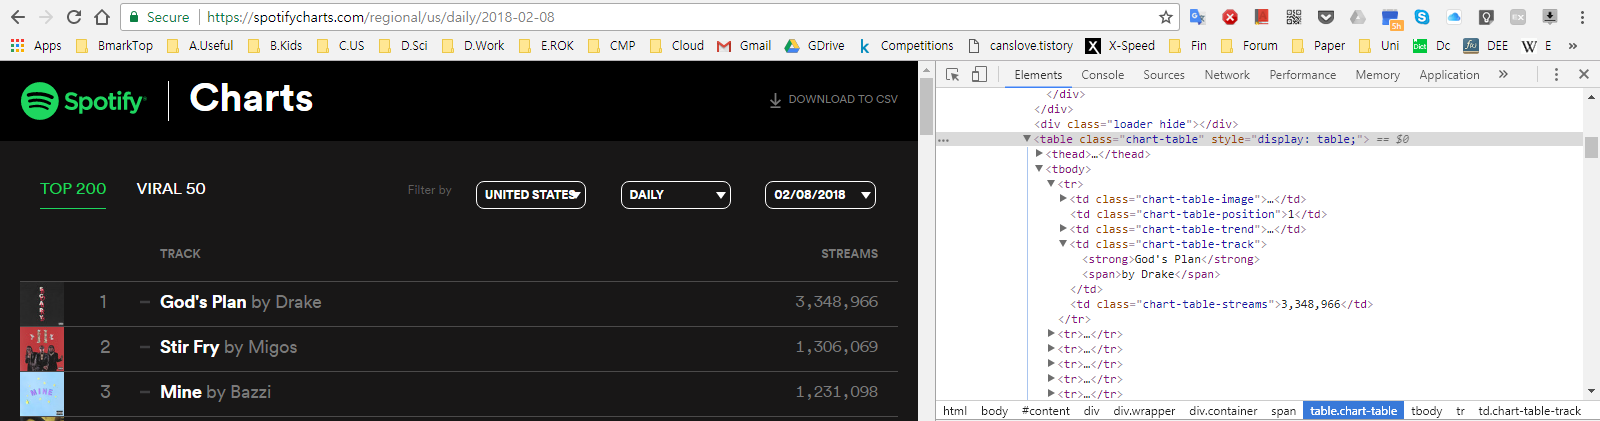 Secure https://spotifycharts.com/regional/us/daily/2018-02-08
Apps BmarkTop A.Useful B.Kids C.US D.Sci D.Work E.ROK CMP Cloud Gmail GDrive Competitions canslove.tistory X-Speed Fin Forum Paper Uni Dc DEE E »
Spotify Charts DOWNLOAD TO CSV
TOP 200 VIRAL 50 Filter by UNITED STATES DAILY 02/08/2018
TRACK STREAMS
1 – God's Plan by Drake 3,348,966
2 – Stir Fry by Migos 1,306,069
3 – Mine by Bazzi 1,231,098
Elements Console Sources Network Performance Memory Application »
</div>
</div>
<div class="loader hide"></div>
… <table class="chart-table" style="display: table;"> == $0
<thead>…</thead>
<tbody>
<tr>
<td class="chart-table-image">…</td>
<td class="chart-table-position">1</td>
<td class="chart-table-trend">…</td>
<td class="chart-table-track">
<strong>God's Plan</strong>
<span>by Drake</span>
</td>
<td class="chart-table-streams">3,348,966</td>
</tr>
<tr>…</tr>
<tr>…</tr>
<tr>…</tr>
<tr>…</tr>
<tr>…</tr>
html body #content div div.wrapper div.container span table.chart-table tbody tr td.chart-table-track